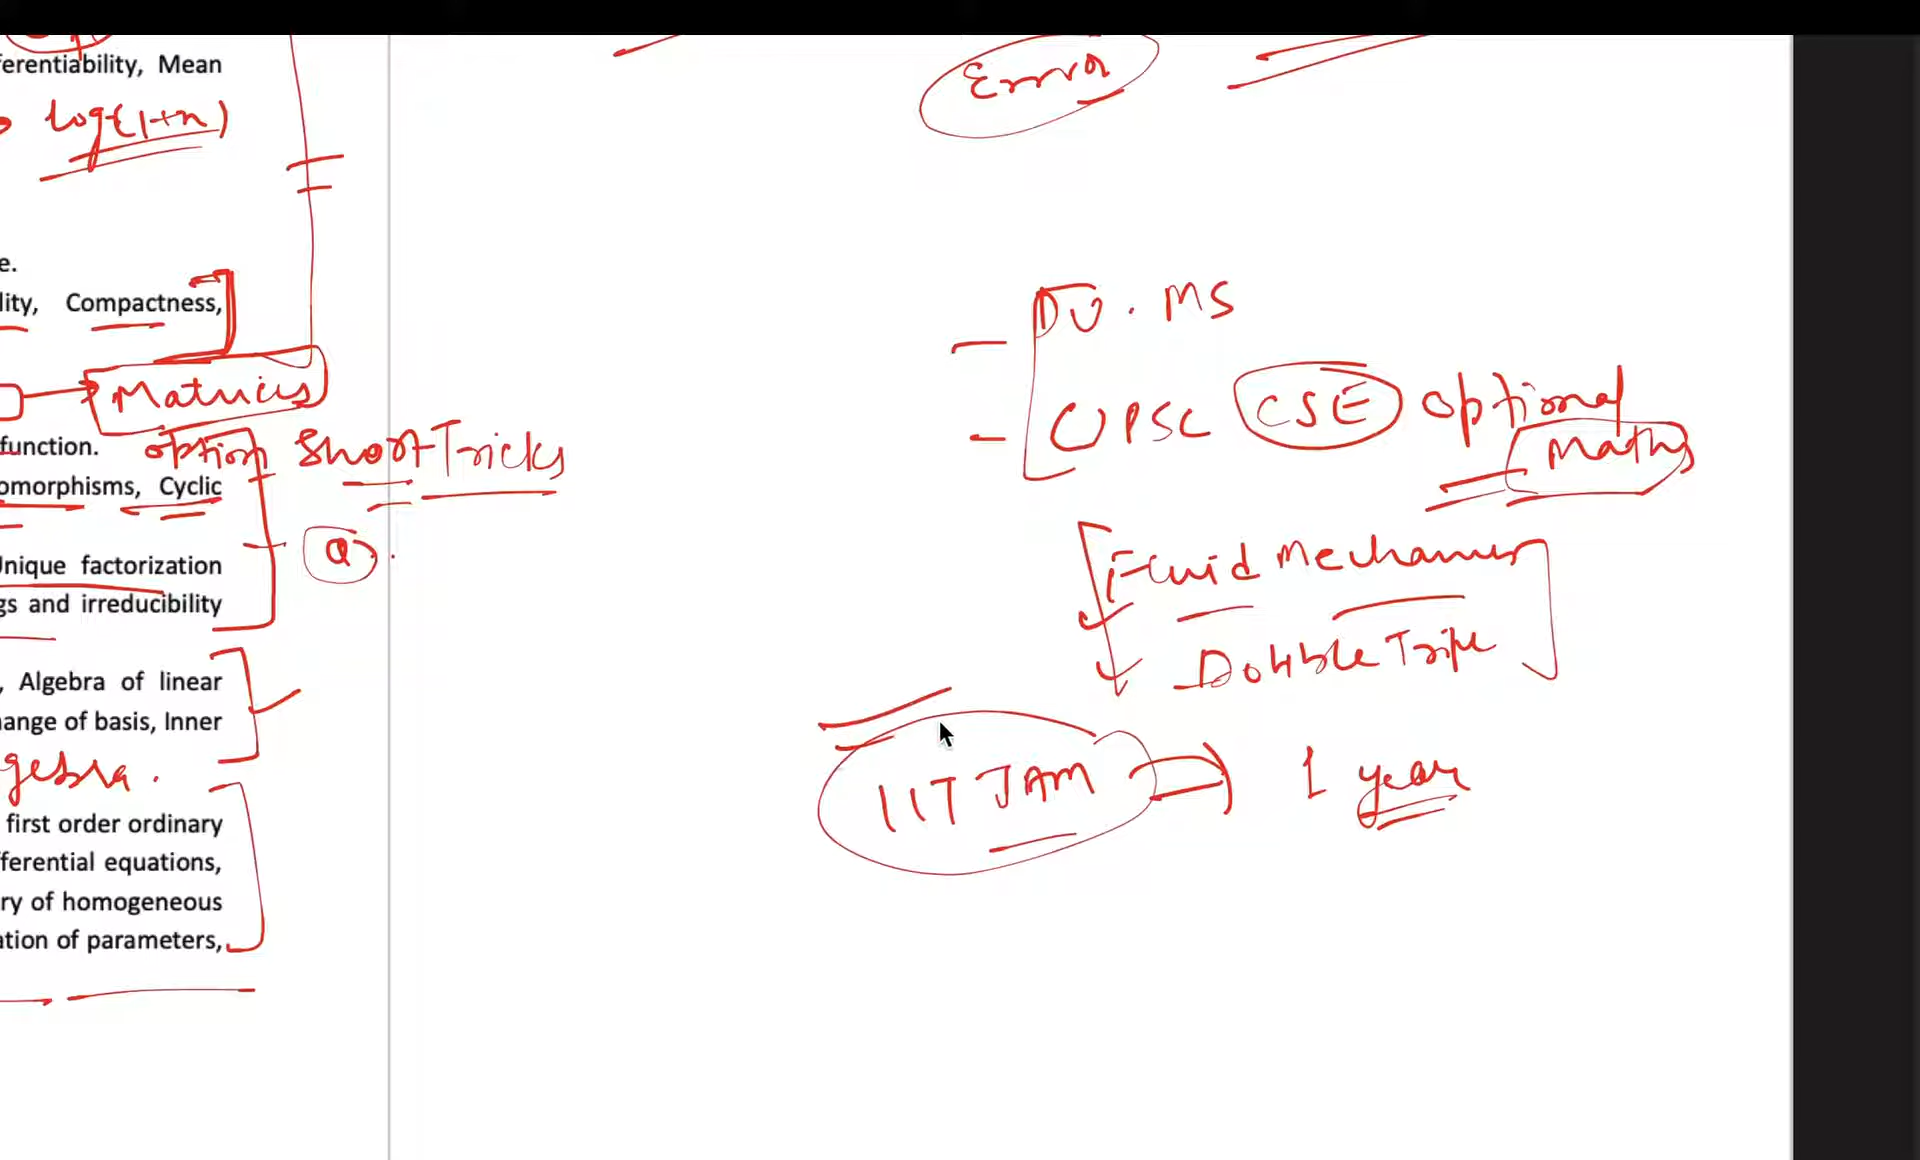 ferentiability, Mean
log(1+n)
e.
lity, Compactness,
Matrices
function.
option Short Tricks
omorphisms, Cyclic
a).
Unique factorization
gs and irreducibility
, Algebra of linear
ange of basis, Inner
gebra.
first order ordinary
fferential equations,
ry of homogeneous
ation of parameters,
Error
DU. MS
UPSC CSE optional
Maths
Fluid Mechanics
Double Triple
IIT JAM 1 year